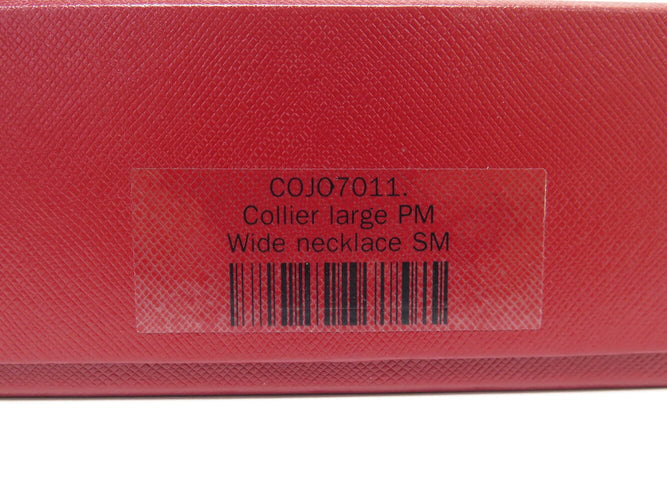 COJO7011.
Collier large PM
Wide necklace SM